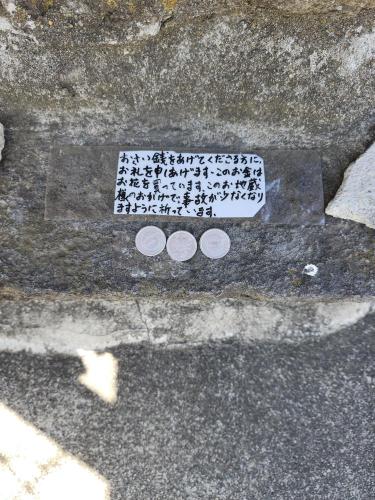 おさい銭をあげてくださる方に、
お礼を申しあげます。このお金は
お花を買っています。このお地蔵
様のおかげで、事故が少なくなり
ますように祈っています。